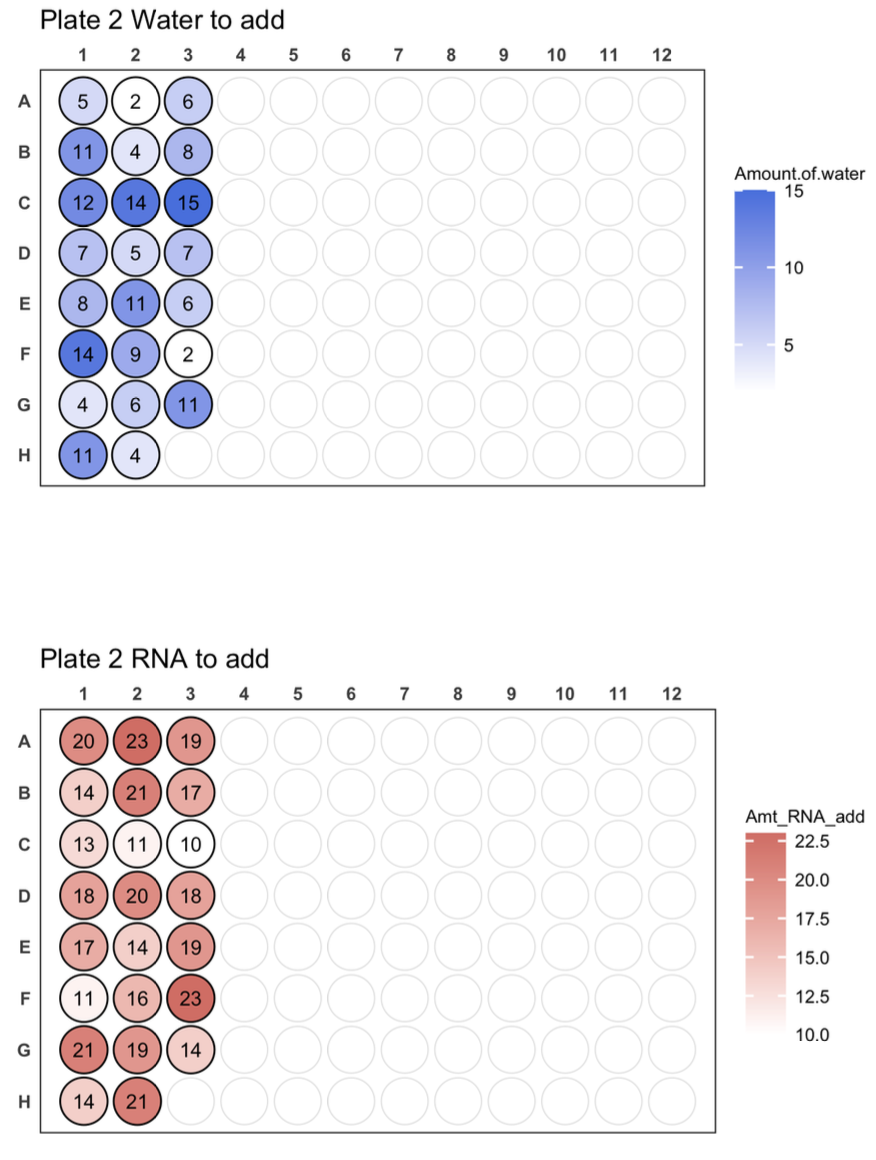 Plate 2 Water to add
1 2 3 4 5 6 7 8 9 10 11 12
A 5 2 6
B 11 4 8
Amount.of.water
15
C 12 14 15
D 7 5 7
10
E 8 11 6
F 14 9 2
5
G 4 6 11
H 11 4
Plate 2 RNA to add
1 2 3 4 5 6 7 8 9 10 11 12
A 20 23 19
B 14 21 17
Amt_RNA_add
22.5
C 13 11 10
20.0
D 18 20 18
17.5
E 17 14 19
15.0
F 11 16 23
12.5
10.0
G 21 19 14
H 14 21